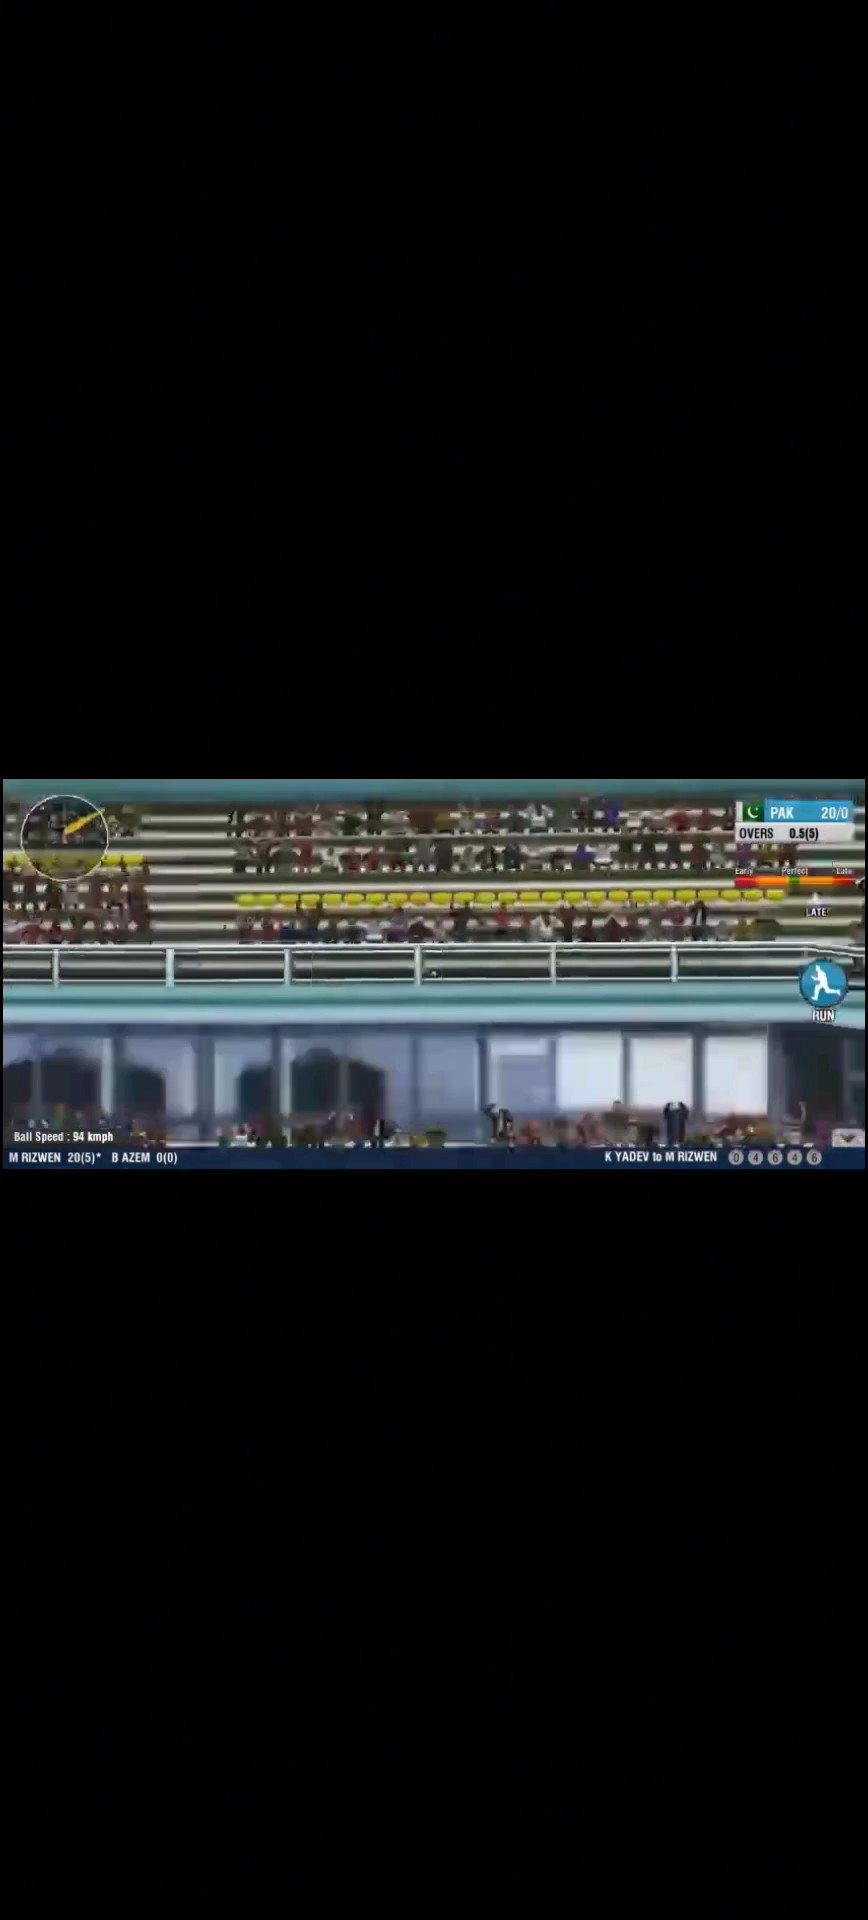 PAK 20/0
OVERS 0.5(5)
Early Perfect Late
LATE
RUN
Ball Speed : 94 kmph
M RIZWEN 20(5)* B AZEM 0(0)
K YADEV to M RIZWEN 0 4 6 4 6